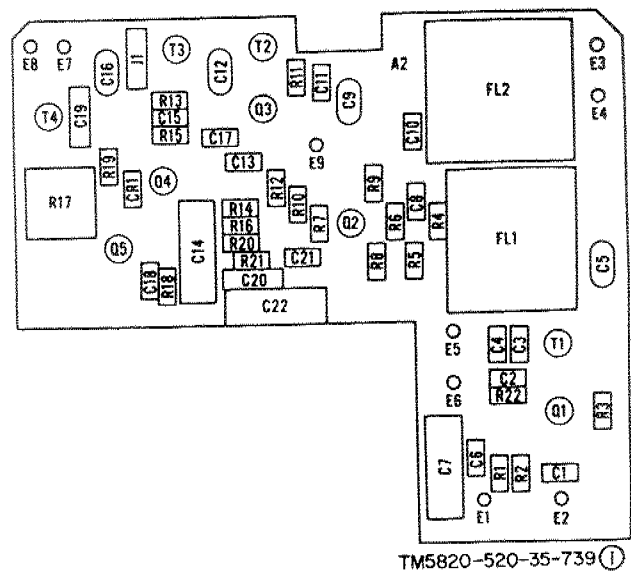 E8
E7
C16
J1
T3
C12
T2
R11
C11
C9
A2
FL2
E3
E4
T4
C19
R13
C15
R15
Q3
C17
E9
C10
R19
CR1
Q4
C13
R12
R10
R7
Q2
R9
R6
C8
R4
R17
Q5
C14
R14
R16
R20
R21
C21
C20
C22
C18
R18
R8
R5
FL1
C5
E5
C4
C3
T1
E6
C2
R22
Q1
R3
C7
C6
R1
R2
C1
E1
E2
TM5820-520-35-739 1